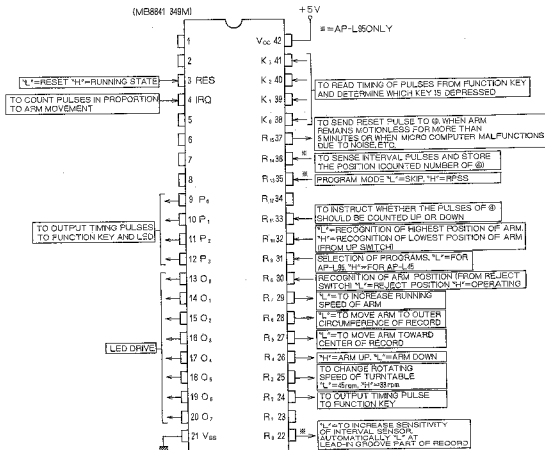 (MB8841 349M)
+5V
※=AP-L95ONLY
1
2
"L"=RESET "H"=RUNNING STATE
3 RES
TO COUNT PULSES IN PROPORTION
TO ARM MOVEMENT
4 IRQ
5
6
7
8
TO OUTPUT TIMING PULSES
TO FUNCTION KEY AND LED
9 P0
10 P1
11 P2
12 P3
LED DRIVE
13 O0
14 O1
15 O2
16 O3
17 O4
18 O5
19 O6
20 O7
21 VSS
VCC 42
K3 41
K2 40
K1 39
K0 38
TO READ TIMING OF PULSES FROM FUNCTION KEY
AND DETERMINE WHICH KEY IS DEPRESSED
R15 37
TO SEND RESET PULSE TO ③, WHEN ARM
REMAINS MOTIONLESS FOR MORE THAN
MINUTES OR WHEN MICRO COMPUTER MALFUNCTIONS
DUE TO NOISE, ETC.
R14 36
※
TO SENSE INTERVAL PULSES AND STORE
THE POSITION (COUNTED NUMBER OF ④)
R13 35
※
PROGRAM MODE "L"=SKIP, "H"=RPSS
R12 34
R11 33
TO INSTRUCT WHETHER THE PULSES OF ④
SHOULD BE COUNTED UP OR DOWN
R10 32
"L"=RECOGNITION OF HIGHEST POSITION OF ARM.
"H"=RECOGNITION OF LOWEST POSITION OF ARM
(FROM UP SWITCH)
R9 31
SELECTION OF PROGRAMS, "L"=FOR
AP-L95, "H"=FOR AP-L45
R8 30
RECOGNITION OF ARM POSITION (FROM REJECT
SWITCH) "L"=REJECT POSITION "H"=OPERATING
R7 29
"L"=TO INCREASE RUNNING
SPEED OF ARM
R6 28
"L"=TO MOVE ARM TO OUTER
CIRCUMFERENCE OF RECORD
R5 27
"L"=TO MOVE ARM TOWARD
CENTER OF RECORD
R4 26
"H"=ARM UP, "L"=ARM DOWN
R3 25
TO CHANGE ROTATING
SPEED OF TURNTABLE
"L"=45rpm, "H"=33rpm
R2 24
TO OUTPUT TIMING PULSE
TO FUNCTION KEY
R1 23
R0 22
※
"L"=TO INCREASE SENSITIVITY
OF INTERVAL SENSOR.
AUTOMATICALLY "L" AT
LEAD-IN GROOVE PART OF RECORD